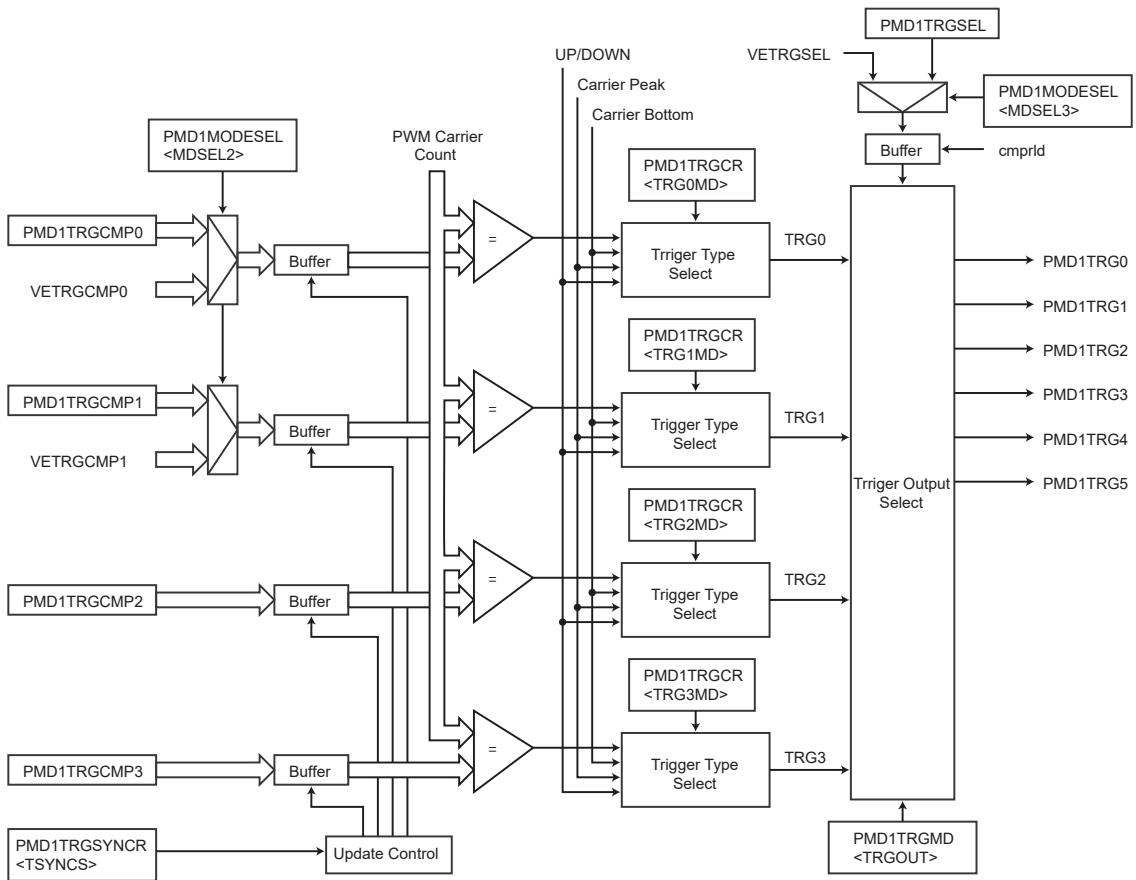 PMD1TRGSEL
UP/DOWN
VETRGSEL
Carrier Peak
PMD1MODESEL
<MDSEL3>
Carrier Bottom
PMD1MODESEL
<MDSEL2>
PWM Carrier
Count
Buffer
cmprld
PMD1TRGCR
<TRG0MD>
PMD1TRGCMP0
VETRGCMP0
Buffer
=
Trriger Type
Select
TRG0
PMD1TRG0
PMD1TRG1
PMD1TRG2
PMD1TRG3
PMD1TRG4
PMD1TRG5
PMD1TRGCR
<TRG1MD>
PMD1TRGCMP1
VETRGCMP1
Buffer
=
Trigger Type
Select
TRG1
Trriger Output
Select
PMD1TRGCR
<TRG2MD>
PMD1TRGCMP2
Buffer
=
Trigger Type
Select
TRG2
PMD1TRGCR
<TRG3MD>
PMD1TRGCMP3
Buffer
=
Trigger Type
Select
TRG3
PMD1TRGSYNCR
<TSYNCS>
Update Control
PMD1TRGMD
<TRGOUT>